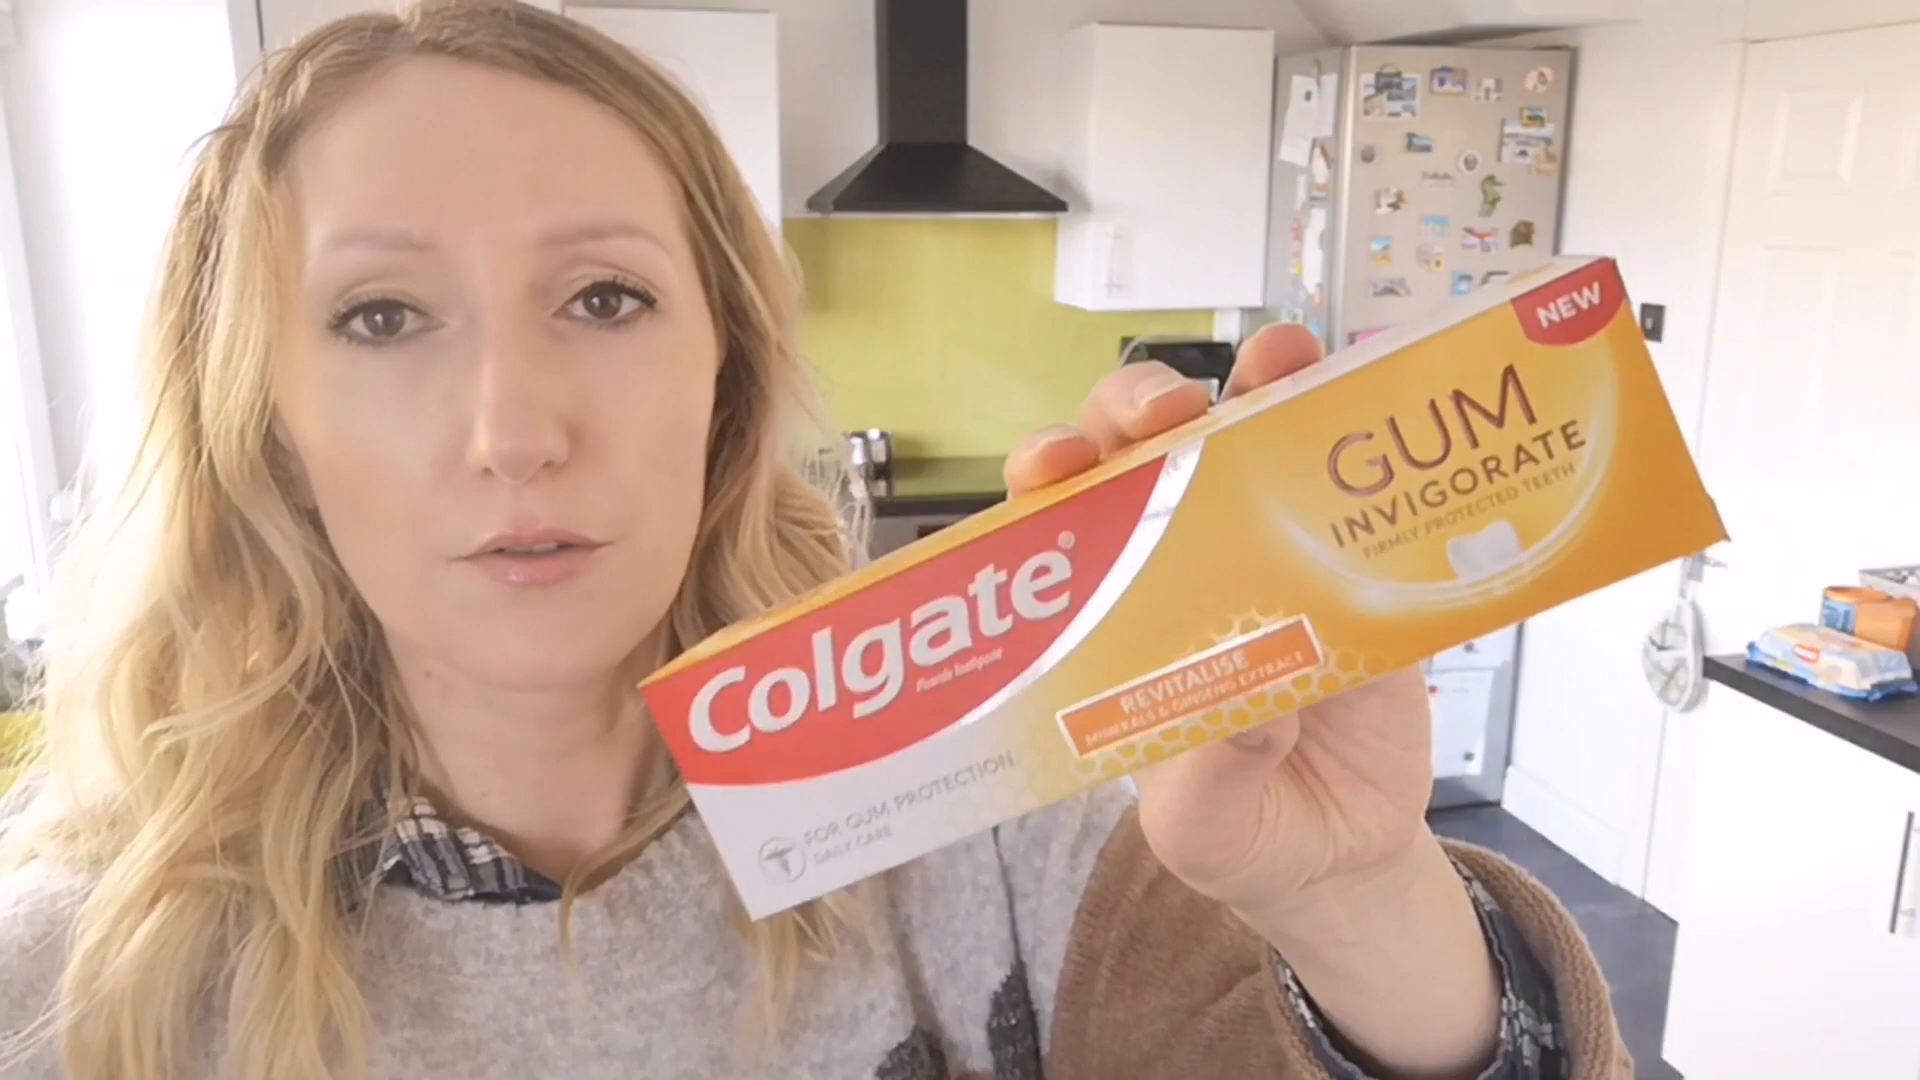 NEW
GUM
INVIGORATE
FIRMLY PROTECTED TEETH
Colgate®
Fluoride Toothpaste
REVITALISE
MINERALS & GINSENG EXTRACT
FOR GUM PROTECTION
DAILY CARE